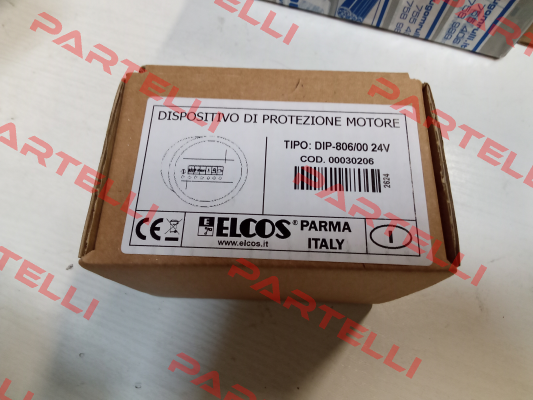 DISPOSITIVO DI PROTEZIONE MOTORE
TIPO: DIP-806/00 24V
COD. 00030206
2624
CE
ELCOS® PARMA
www.elcos.it
ITALY
I
PARTELLI
PARTELLI
PARTELLI
PARTELLI
PARTELLI